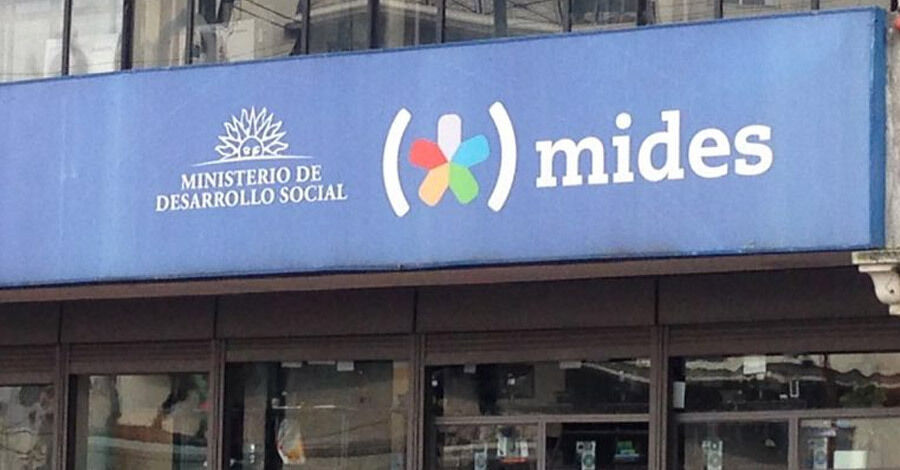 MINISTERIO DE
DESARROLLO SOCIAL
mides